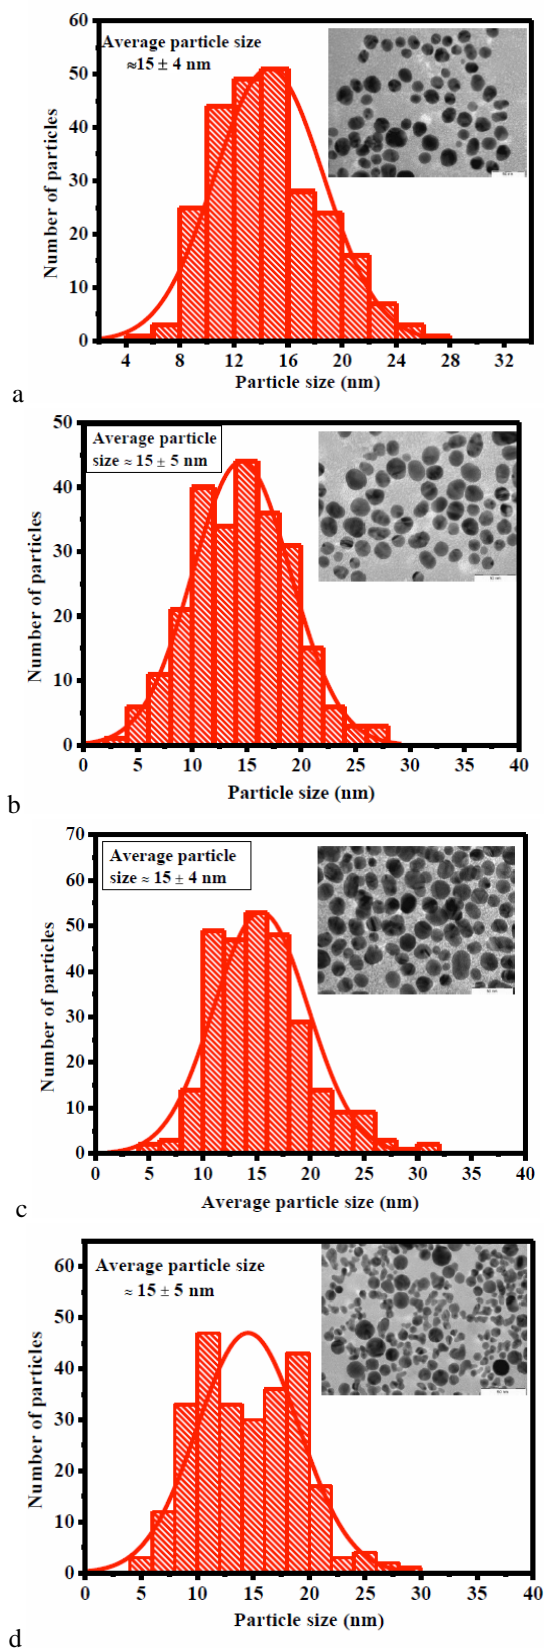 60
50
40
30
20
10
0
Number of particles
Average particle size
≈15 ± 4 nm
4 8 12 16 20 24 28 32
Particle size (nm)
a
50
40
30
20
10
0
Number of particles
Average particle
size ≈ 15 ± 5 nm
0 5 10 15 20 25 30 35 40
Particle size (nm)
b
70
60
50
40
30
20
10
0
Number of particles
Average particle
size ≈ 15 ± 4 nm
0 5 10 15 20 25 30 35 40
Average particle size (nm)
c
60
50
40
30
20
10
0
Number of particles
Average particle size
≈ 15 ± 5 nm
0 5 10 15 20 25 30 35 40
Particle size (nm)
d